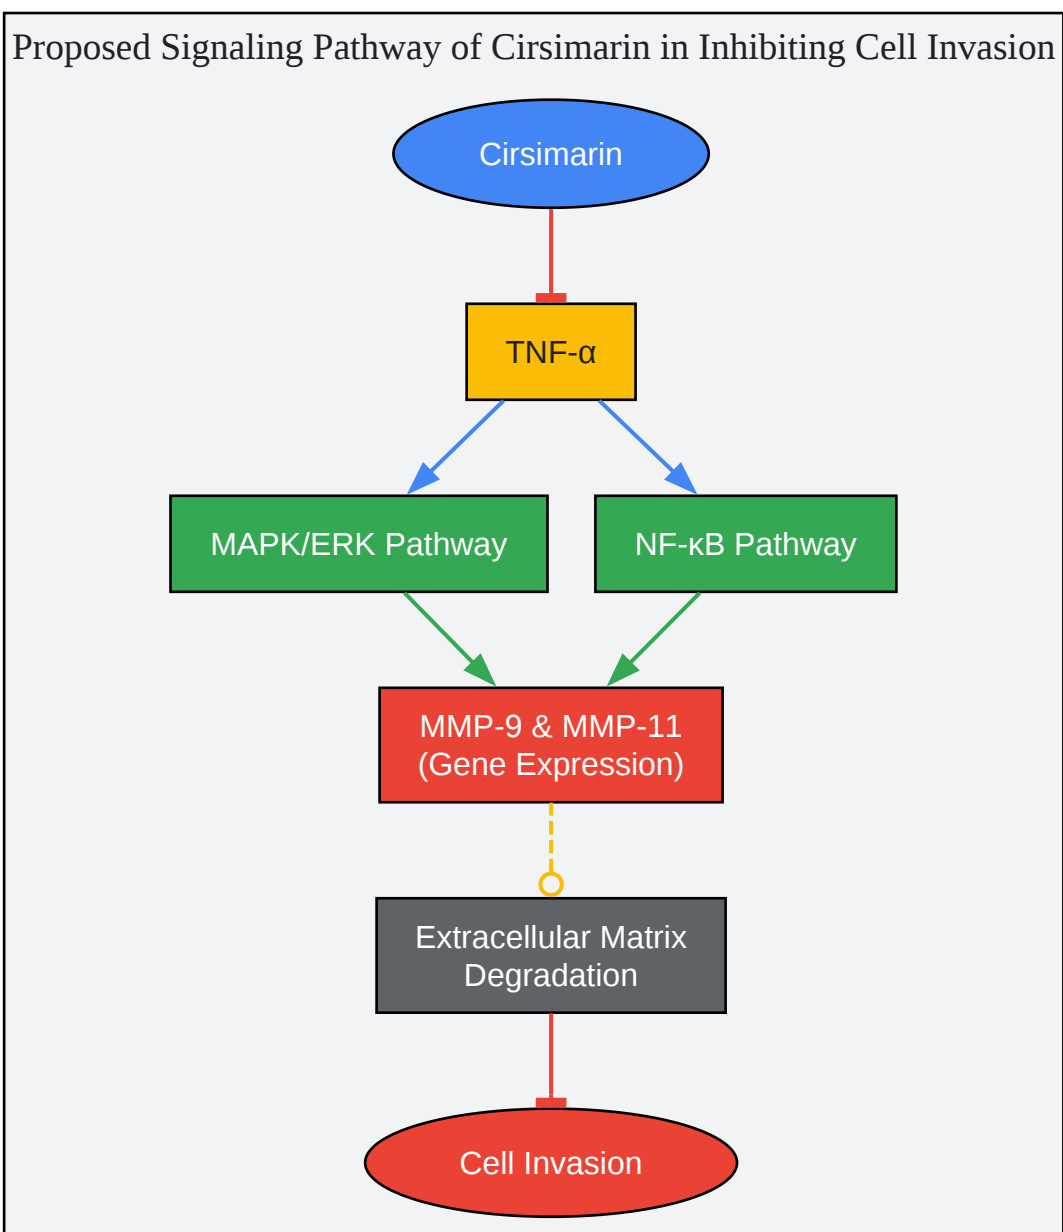 Proposed Signaling Pathway of Cirsimarin in Inhibiting Cell Invasion
Cirsimarin
TNF-α
MAPK/ERK Pathway
NF-κB Pathway
MMP-9 & MMP-11
(Gene Expression)
Extracellular Matrix
Degradation
Cell Invasion